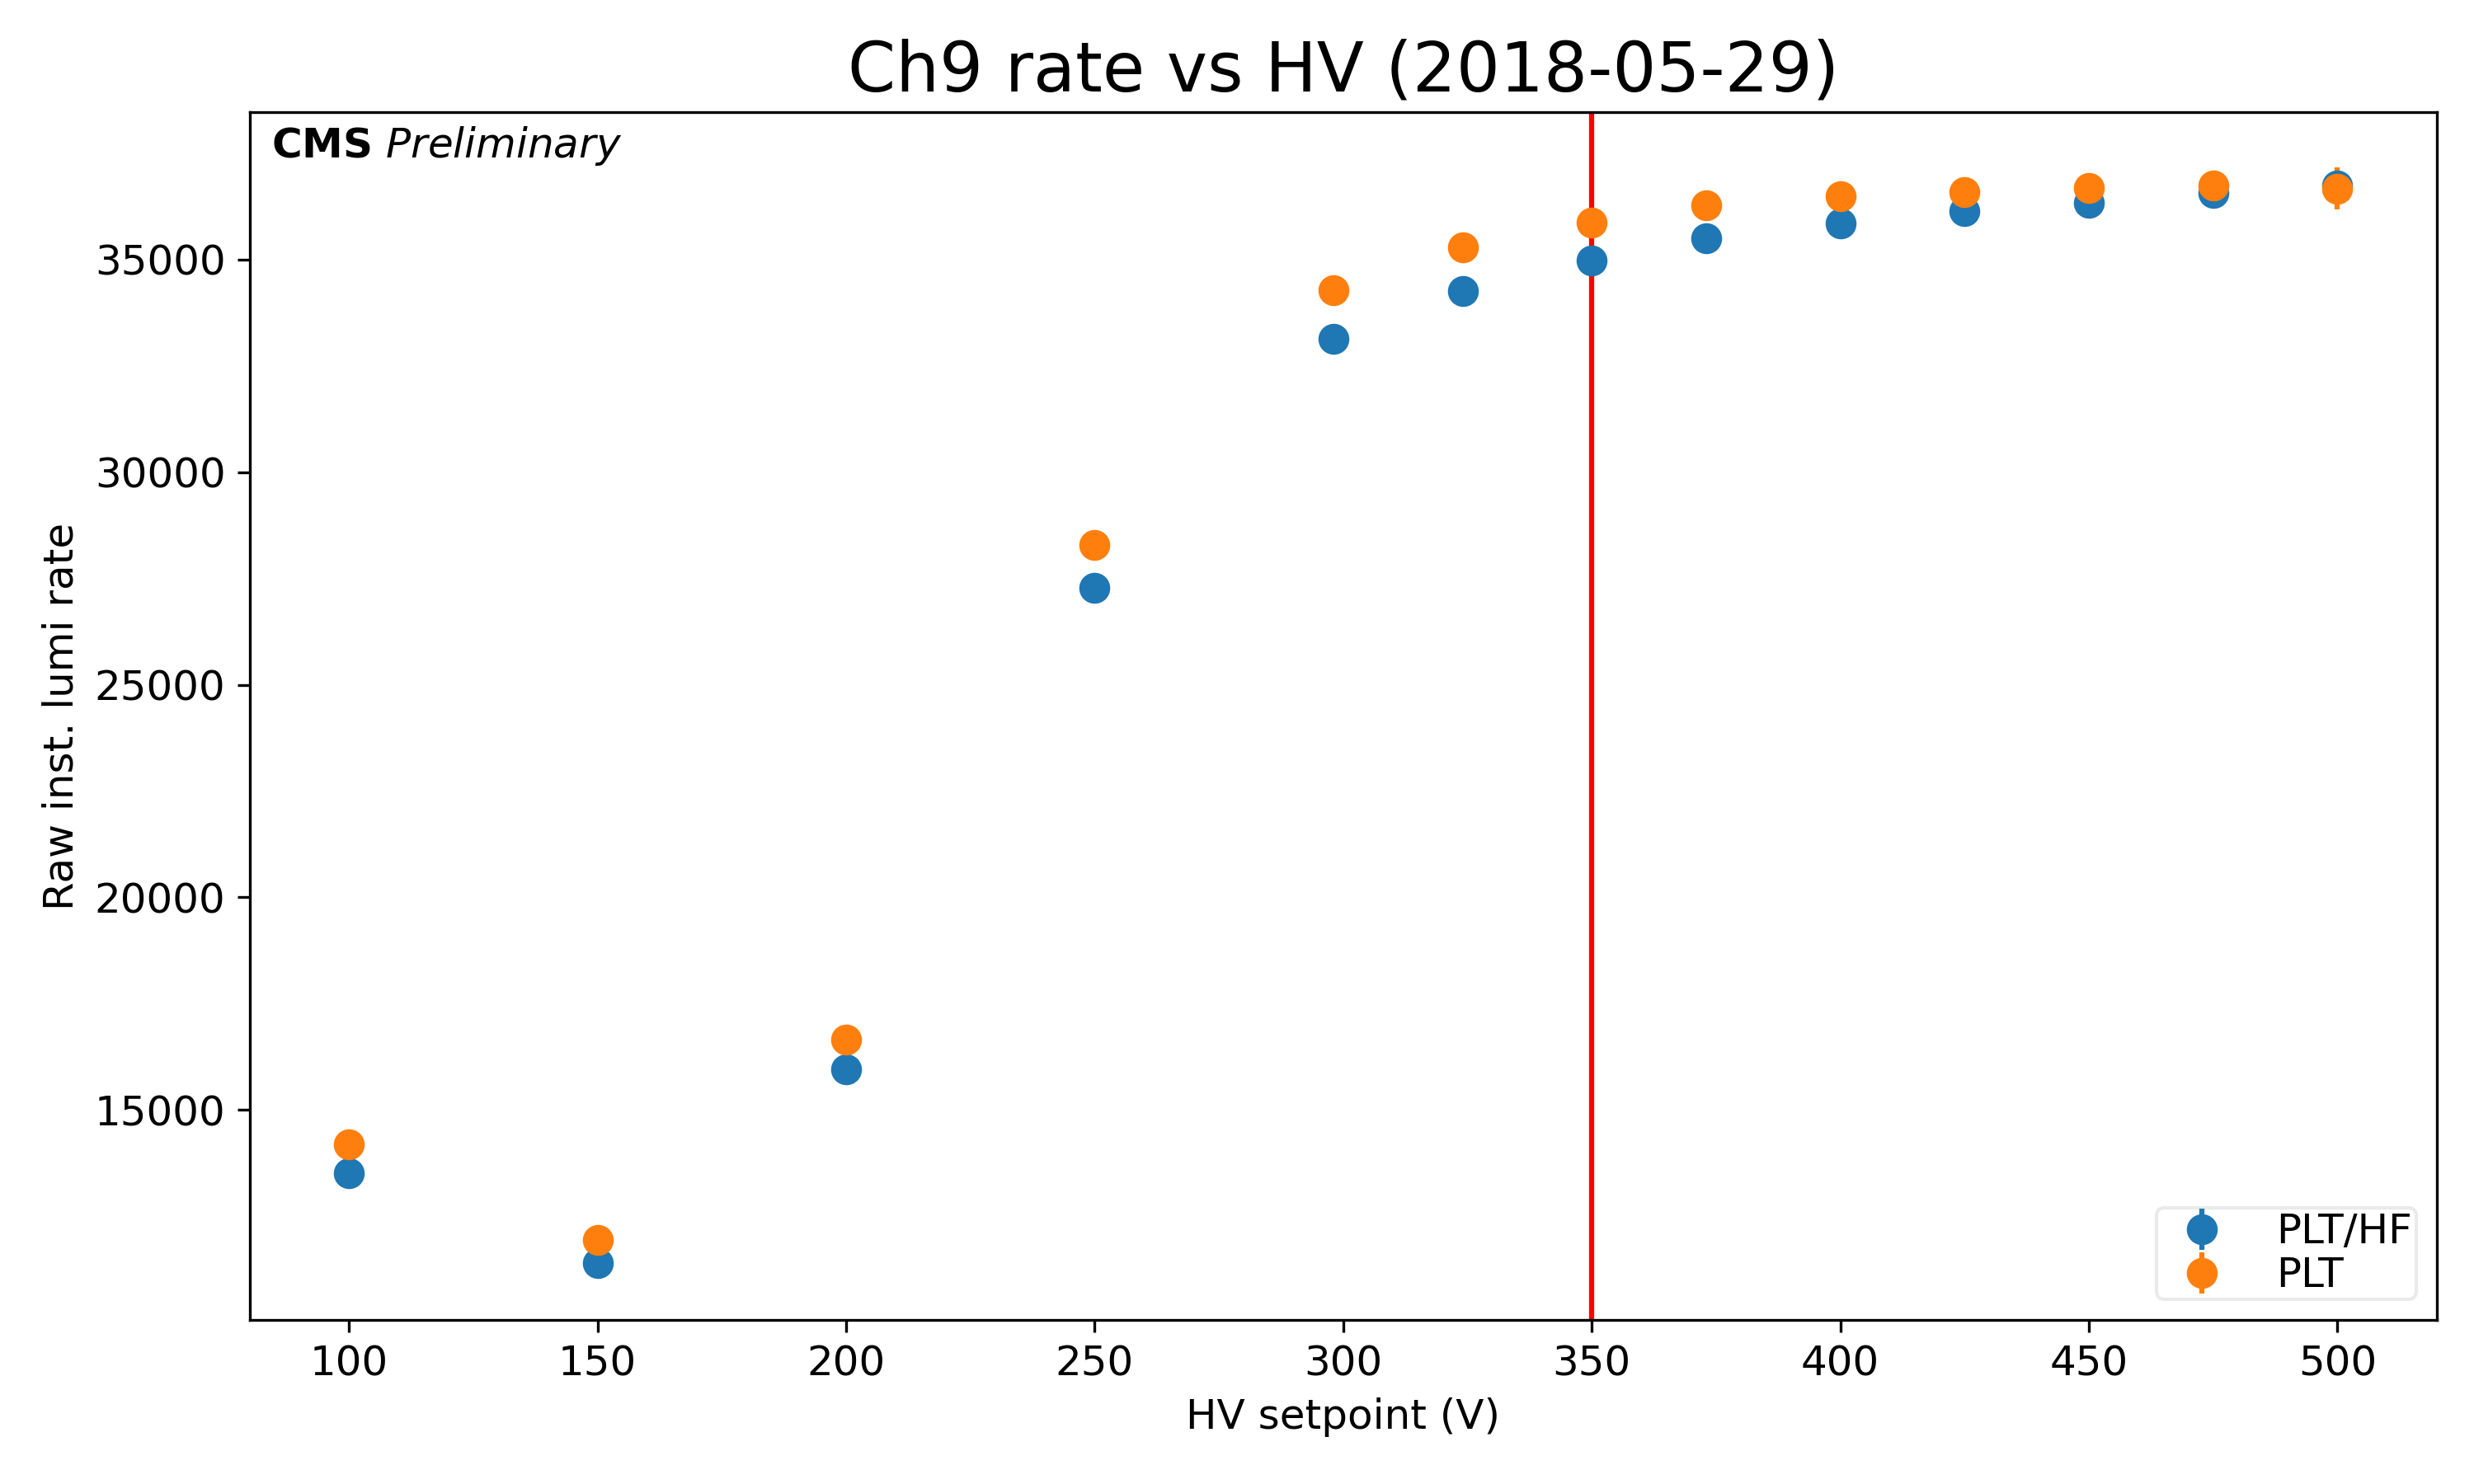 Ch9 rate vs HV (2018-05-29)
CMS Preliminary
35000
30000
25000
20000
15000
Raw inst. lumi rate
PLT/HF
PLT
100 150 200 250 300 350 400 450 500
HV setpoint (V)